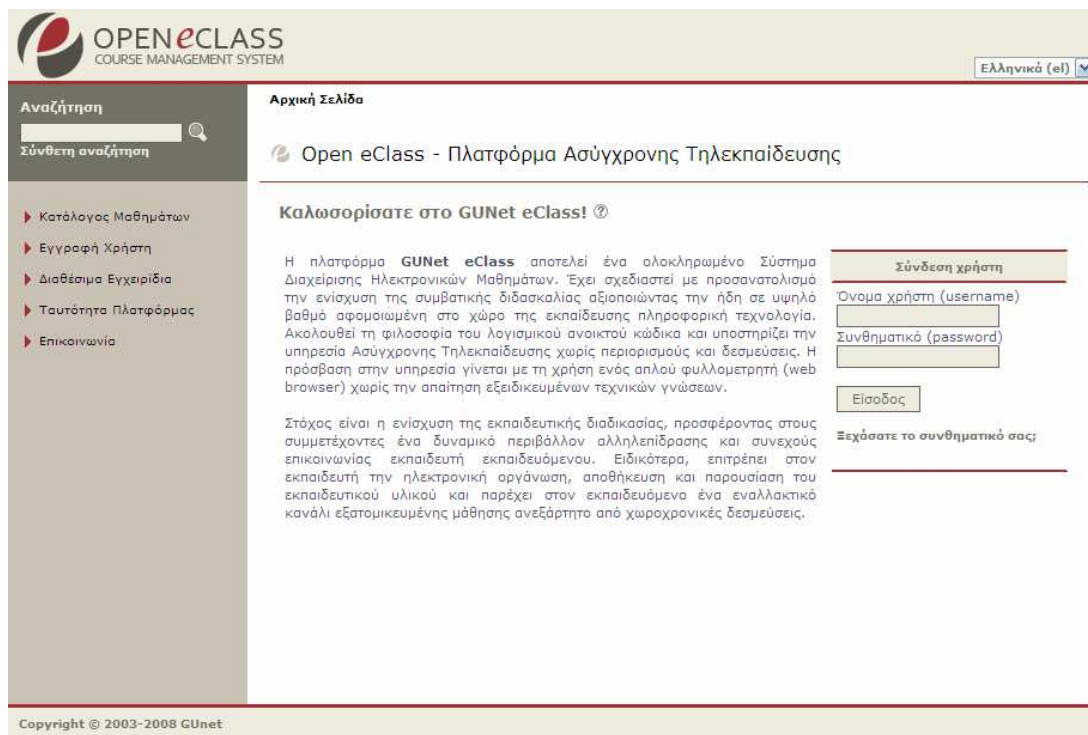 OPEN eCLASS
COURSE MANAGEMENT SYSTEM
Ελληνικά (el)
Αναζήτηση
Σύνθετη αναζήτηση
Κατάλογος Μαθημάτων
Εγγραφή Χρήστη
Διαθέσιμα Εγχειρίδια
Ταυτότητα Πλατφόρμας
Επικοινωνία
Αρχική Σελίδα
Open eClass - Πλατφόρμα Ασύγχρονης Τηλεκπαίδευσης
Καλωσορίσατε στο GUNet eClass! ?
Η πλατφόρμα GUNet eClass αποτελεί ένα ολοκληρωμένο Σύστημα
Διαχείρισης Ηλεκτρονικών Μαθημάτων. Έχει σχεδιαστεί με προσανατολισμό
την ενίσχυση της συμβατικής διδασκαλίας αξιοποιώντας την ήδη σε υψηλό
βαθμό αφομοιωμένη στο χώρο της εκπαίδευσης πληροφορική τεχνολογία.
Ακολουθεί τη φιλοσοφία του λογισμικού ανοικτού κώδικα και υποστηρίζει την
υπηρεσία Ασύγχρονης Τηλεκπαίδευσης χωρίς περιορισμούς και δεσμεύσεις. Η
πρόσβαση στην υπηρεσία γίνεται με τη χρήση ενός απλού φυλλομετρητή (web
browser) χωρίς την απαίτηση εξειδικευμένων τεχνικών γνώσεων.
Στόχος είναι η ενίσχυση της εκπαιδευτικής διαδικασίας, προσφέροντας στους
συμμετέχοντες ένα δυναμικό περιβάλλον αλληλεπίδρασης και συνεχούς
επικοινωνίας εκπαιδευτή εκπαιδευόμενου. Ειδικότερα, επιτρέπει στον
εκπαιδευτή την ηλεκτρονική οργάνωση, αποθήκευση και παρουσίαση του
εκπαιδευτικού υλικού και παρέχει στον εκπαιδευόμενο ένα εναλλακτικό
κανάλι εξατομικευμένης μάθησης ανεξάρτητο από χωροχρονικές δεσμεύσεις.
Σύνδεση χρήστη
Όνομα χρήστη (username)
Συνθηματικό (password)
Είσοδος
Ξεχάσατε το συνθηματικό σας;
Copyright © 2003-2008 GUnet